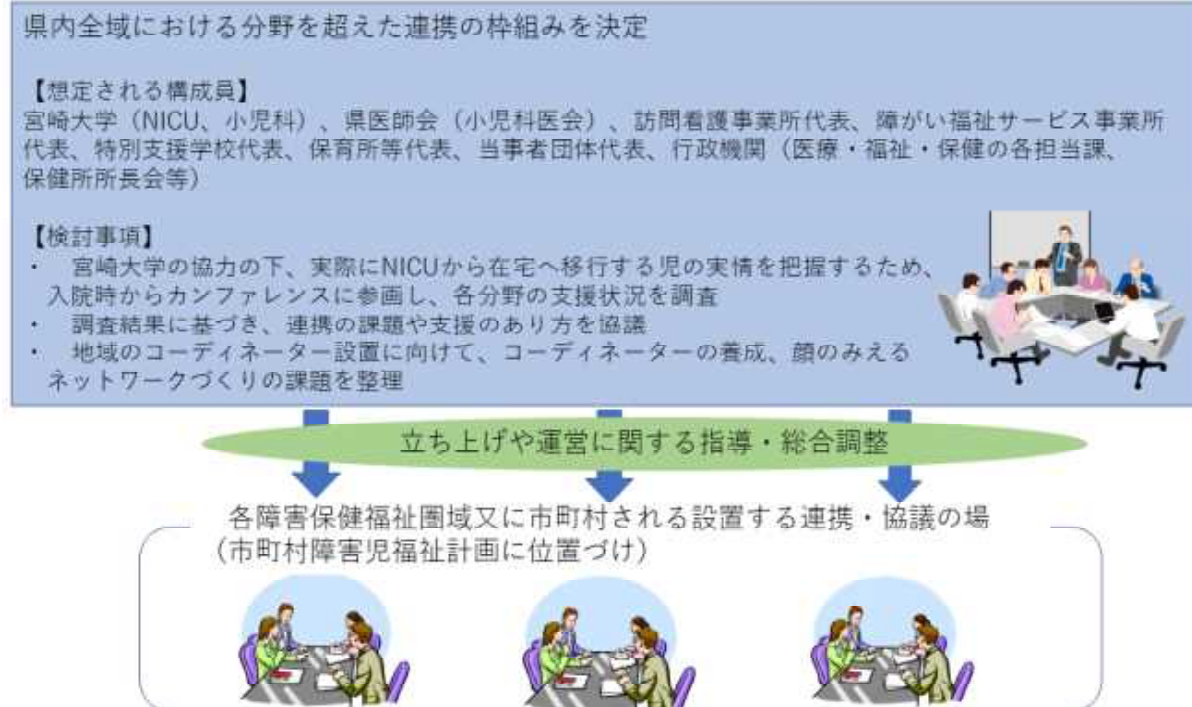 県内全域における分野を超えた連携の枠組みを決定
【想定される構成員】
宮崎大学（NICU、小児科）、県医師会（小児科医会）、訪問看護事業所代表、障がい福祉サービス事業所
代表、特別支援学校代表、保育所等代表、当事者団体代表、行政機関（医療・福祉・保健の各担当課、
保健所所長会等）
【検討事項】
・　宮崎大学の協力の下、実際にNICUから在宅へ移行する児の実情を把握するため、
入院時からカンファレンスに参画し、各分野の支援状況を調査
・　調査結果に基づき、連携の課題や支援のあり方を協議
・　地域のコーディネーター設置に向けて、コーディネーターの養成、顔のみえる
ネットワークづくりの課題を整理
立ち上げや運営に関する指導・総合調整
各障害保健福祉圏域又に市町村される設置する連携・協議の場
（市町村障害児福祉計画に位置づけ）